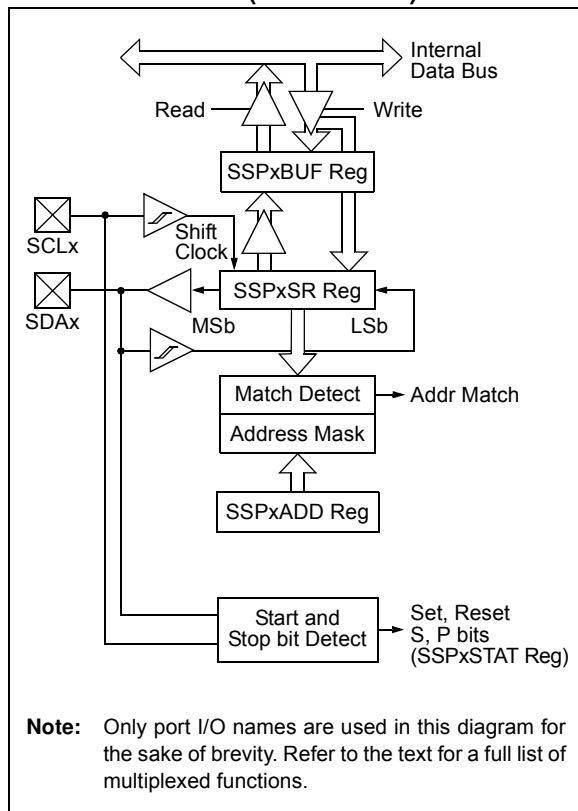 Internal
Data Bus
Read
Write
SSPxBUF Reg
SCLx
Shift
Clock
SSPxSR Reg
SDAx
MSb
LSb
Match Detect
Addr Match
Address Mask
SSPxADD Reg
Start and
Stop bit Detect
Set, Reset
S, P bits
(SSPxSTAT Reg)
Note: Only port I/O names are used in this diagram for
the sake of brevity. Refer to the text for a full list of
multiplexed functions.